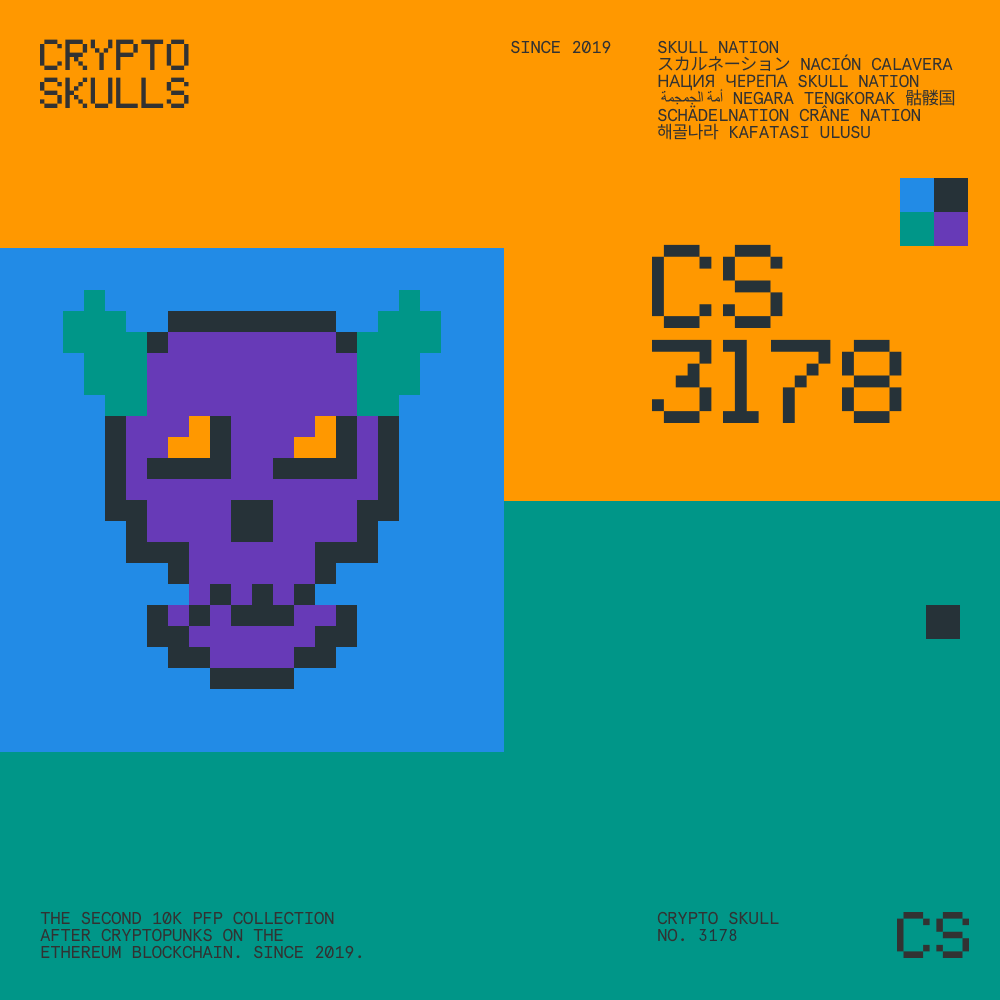 CRYPTO
SKULLS
SINCE 2019
SKULL NATION
スカルネーション NACIÓN CALAVERA
НАЦИЯ ЧЕРЕПА SKULL NATION
أمة الجمجمة NEGARA TENGKORAK 骷髅国
SCHÄDELNATION CRÂNE NATION
해골나라 KAFATASI ULUSU
CS
3178
THE SECOND 10K PFP COLLECTION
AFTER CRYPTOPUNKS ON THE
ETHEREUM BLOCKCHAIN. SINCE 2019.
CRYPTO SKULL
NO. 3178
CS